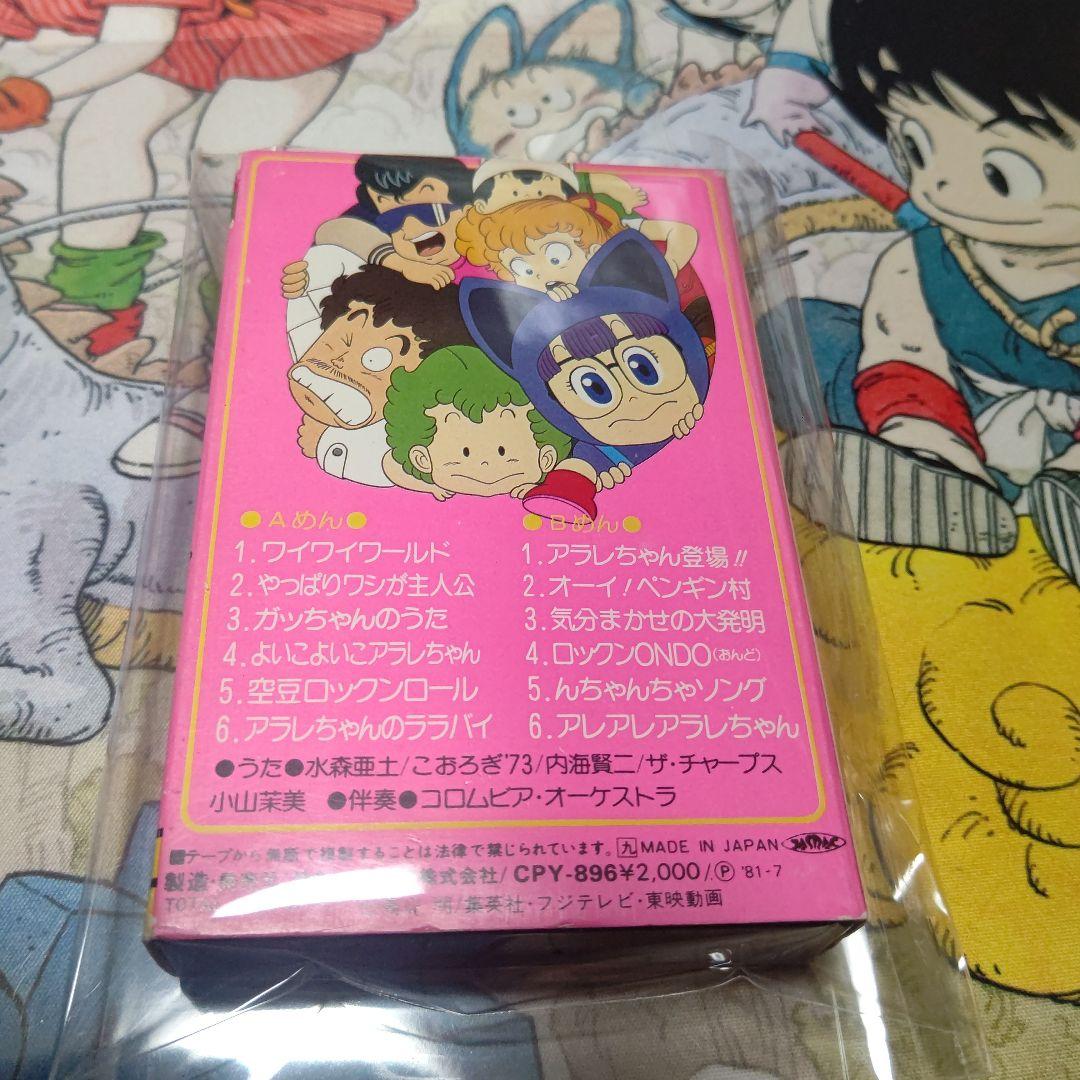 ●Aめん●
1.ワイワイワールド
2.やっぱりワシが主人公
3.ガッちゃんのうた
4.よいこよいこアラレちゃん
5.空豆ロックンロール
6.アラレちゃんのララバイ
●Bめん●
1.アラレちゃん登場!!
2.オーイ!ペンギン村
3.気分まかせの大発明
4.ロックンONDO(おんど)
5.んちゃんちゃソング
6.アレアレアラレちゃん
●うた●水森亜土/こおろぎ'73/内海賢二/ザ・チャープス
小山茉美 ●伴奏●コロムビア・オーケストラ
テープから無断で複製することは法律で禁じられています。九 MADE IN JAPAN JASRAC
製造・株式会社/CPY-896¥2,000/Ⓟ '81-7
明/集英社・フジテレビ・東映動画